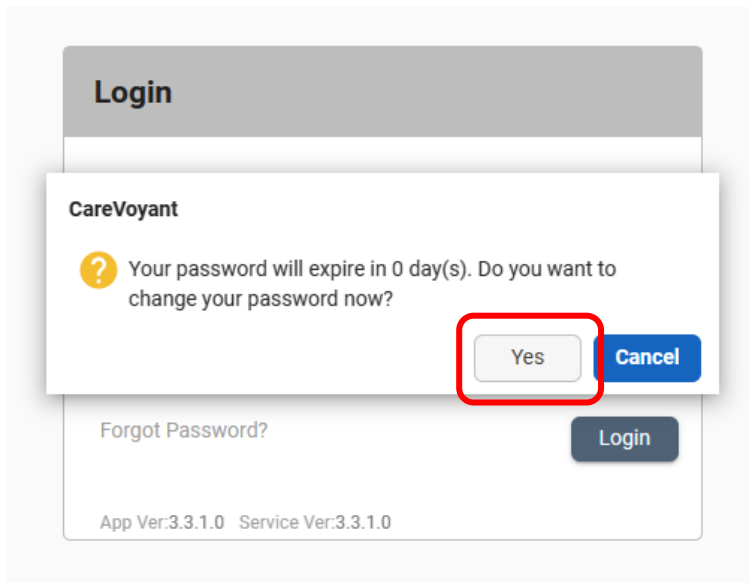 Login
CareVoyant
Your password will expire in 0 day(s). Do you want to
change your password now?
Yes
Cancel
Forgot Password?
Login
App Ver:3.3.1.0 Service Ver:3.3.1.0